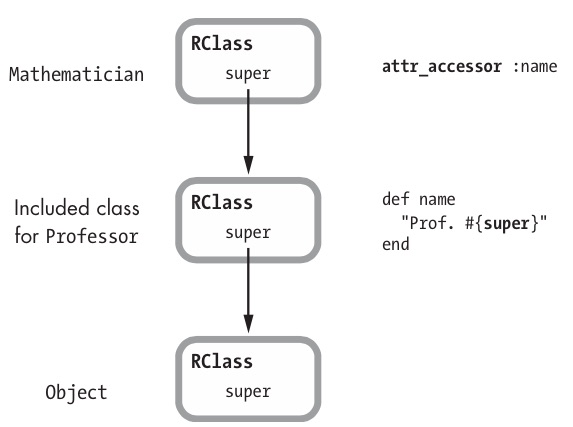 RClass
Mathematician
super
attr_accessor :name
Included class
for Professor
RClass
super
def name
"Prof. #{super}"
end
RClass
Object
super